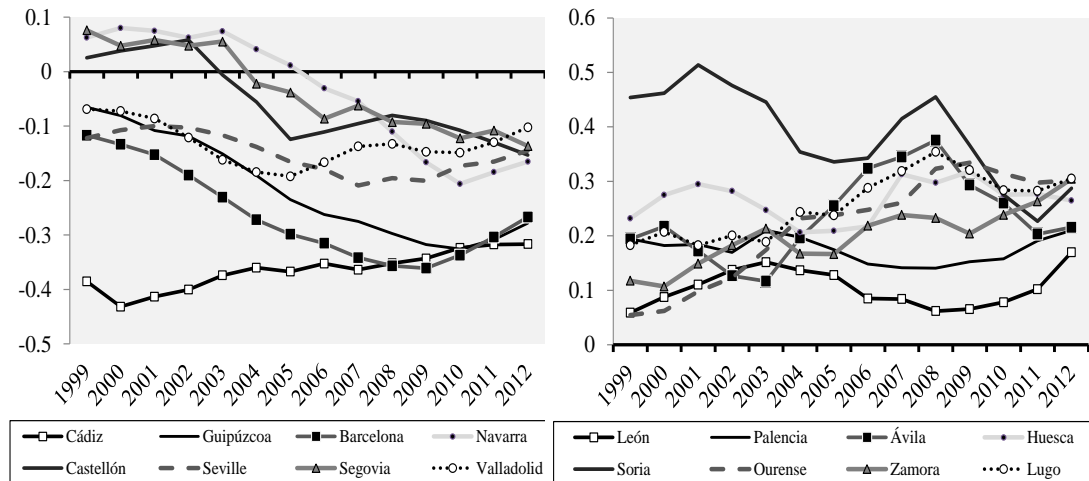 0.1
0
-0.1
-0.2
-0.3
-0.4
-0.5
1999 2000 2001 2002 2003 2004 2005 2006 2007 2008 2009 2010 2011 2012
Cádiz Guipúzcoa Barcelona Navarra
Castellón Seville Segovia Valladolid
0.6
0.5
0.4
0.3
0.2
0.1
0
1999 2000 2001 2002 2003 2004 2005 2006 2007 2008 2009 2010 2011 2012
León Palencia Ávila Huesca
Soria Ourense Zamora Lugo